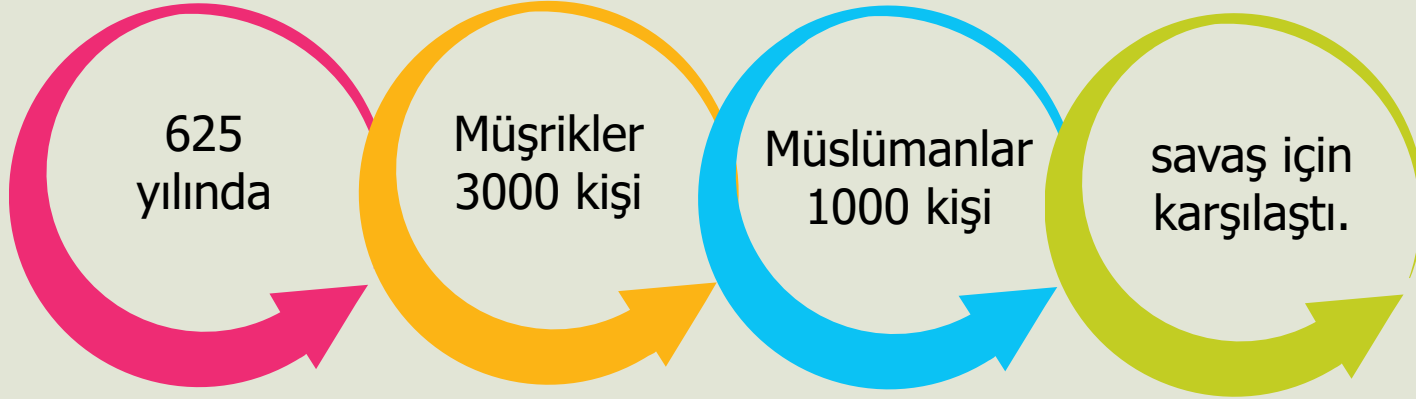 625
yılında
Müşrikler
3000 kişi
Müslümanlar
1000 kişi
savaş için
karşılaştı.